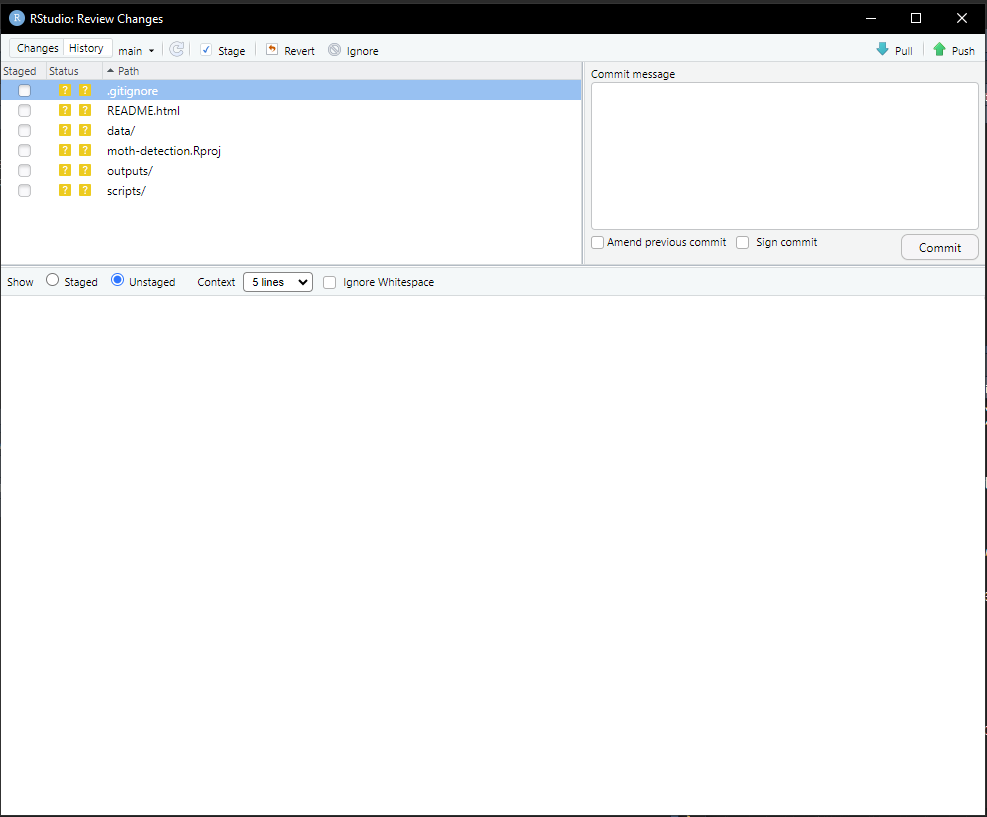 R RStudio: Review Changes
Changes History main Stage Revert Ignore Pull Push
Staged Status Path
? ? .gitignore
? ? README.html
? ? data/
? ? moth-detection.Rproj
? ? outputs/
? ? scripts/
Commit message
Amend previous commit Sign commit Commit
Show Staged Unstaged Context 5 lines Ignore Whitespace